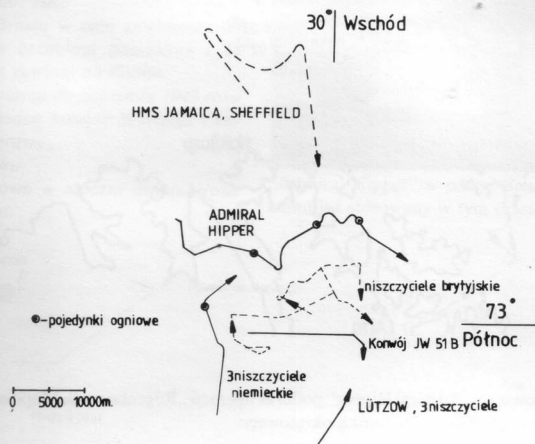 30° Wschód
HMS JAMAICA, SHEFFIELD
ADMIRAL
HIPPER
niszczyciele brytyjskie
73°
-pojedynki ogniowe
Konwój JW 51B
Północ
3niszczyciele
niemieckie
0 5000 10000m.
LÜTZOW , 3niszczyciele